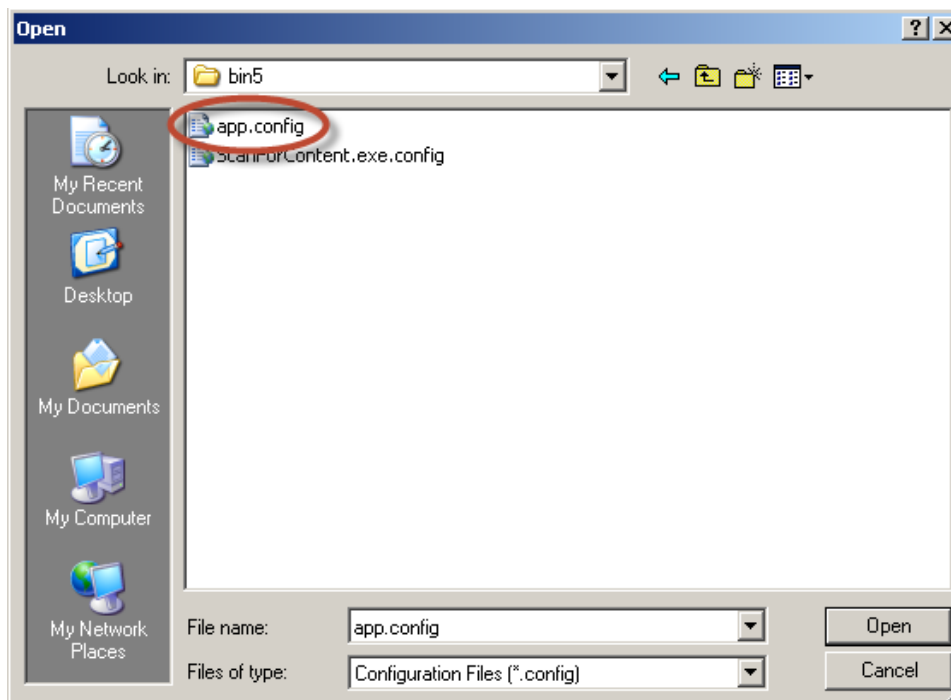 Open
Look in:
bin5
app.config
ScanForContent.exe.config
My Recent
Documents
Desktop
My Documents
My Computer
My Network
Places
File name:
app.config
Open
Files of type:
Configuration Files (*.config)
Cancel